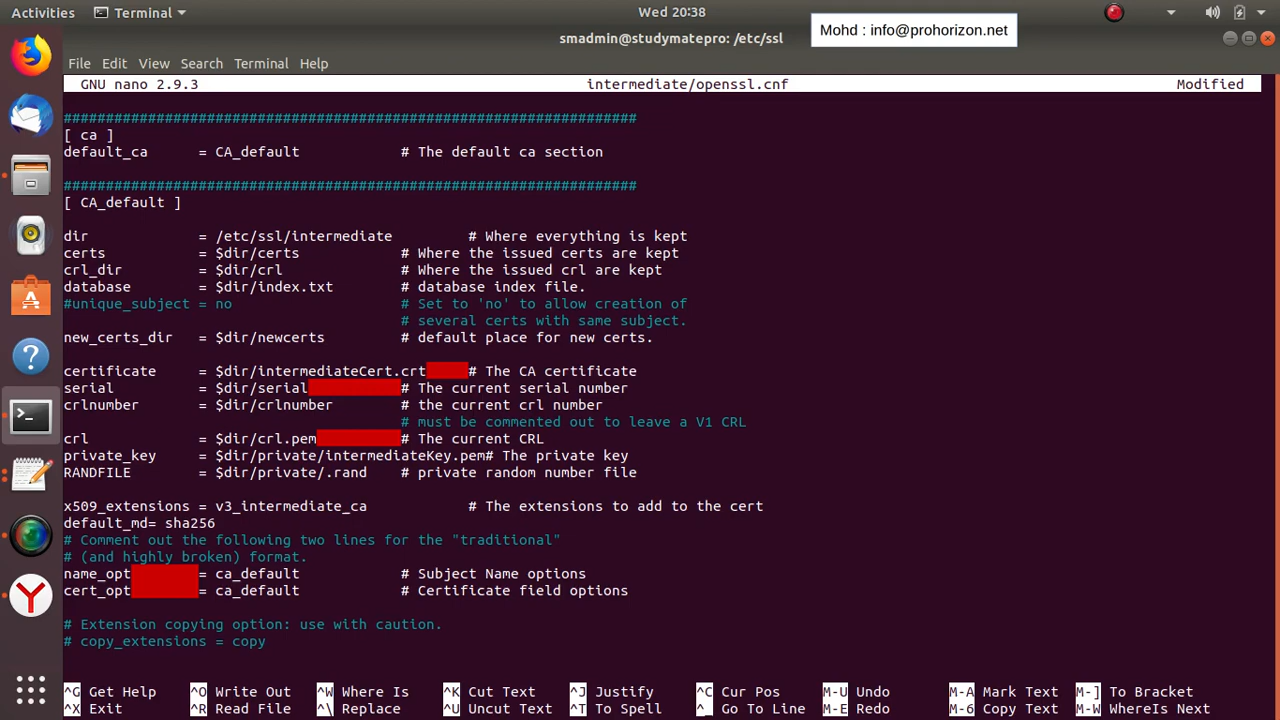 Activities Terminal Wed 20:38
Mohd : info@prohorizon.net
smadmin@studymatepro: /etc/ssl
File Edit View Search Terminal Help
GNU nano 2.9.3 intermediate/openssl.cnf Modified
####################################################################
[ ca ]
default_ca = CA_default # The default ca section
####################################################################
[ CA_default ]
dir = /etc/ssl/intermediate # Where everything is kept
certs = $dir/certs # Where the issued certs are kept
crl_dir = $dir/crl # Where the issued crl are kept
database = $dir/index.txt # database index file.
#unique_subject = no # Set to 'no' to allow creation of
# several certs with same subject.
new_certs_dir = $dir/newcerts # default place for new certs.
certificate = $dir/intermediateCert.crt # The CA certificate
serial = $dir/serial # The current serial number
crlnumber = $dir/crlnumber # the current crl number
# must be commented out to leave a V1 CRL
crl = $dir/crl.pem # The current CRL
private_key = $dir/private/intermediateKey.pem# The private key
RANDFILE = $dir/private/.rand # private random number file
x509_extensions = v3_intermediate_ca # The extensions to add to the cert
default_md= sha256
# Comment out the following two lines for the "traditional"
# (and highly broken) format.
name_opt = ca_default # Subject Name options
cert_opt = ca_default # Certificate field options
# Extension copying option: use with caution.
# copy_extensions = copy
^G Get Help ^O Write Out ^W Where Is ^K Cut Text ^J Justify ^C Cur Pos M-U Undo M-A Mark Text M-] To Bracket
^X Exit ^R Read File ^\ Replace ^U Uncut Text ^T To Spell ^_ Go To Line M-E Redo M-6 Copy Text M-W WhereIs Next